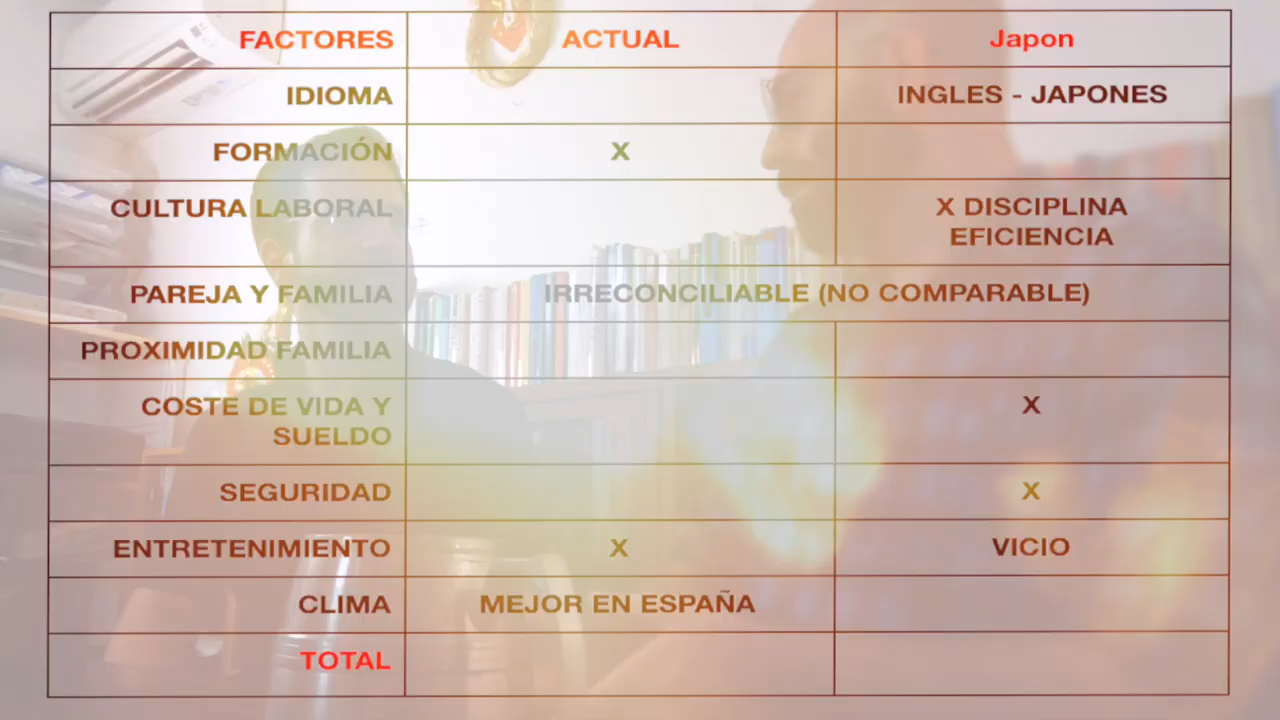 FACTORES ACTUAL Japon
IDIOMA INGLES - JAPONES
FORMACIÓN X
CULTURA LABORAL X DISCIPLINA
EFICIENCIA
PAREJA Y FAMILIA IRRECONCILIABLE (NO COMPARABLE)
PROXIMIDAD FAMILIA
COSTE DE VIDA Y X
SUELDO
SEGURIDAD X
ENTRETENIMIENTO X VICIO
CLIMA MEJOR EN ESPAÑA
TOTAL